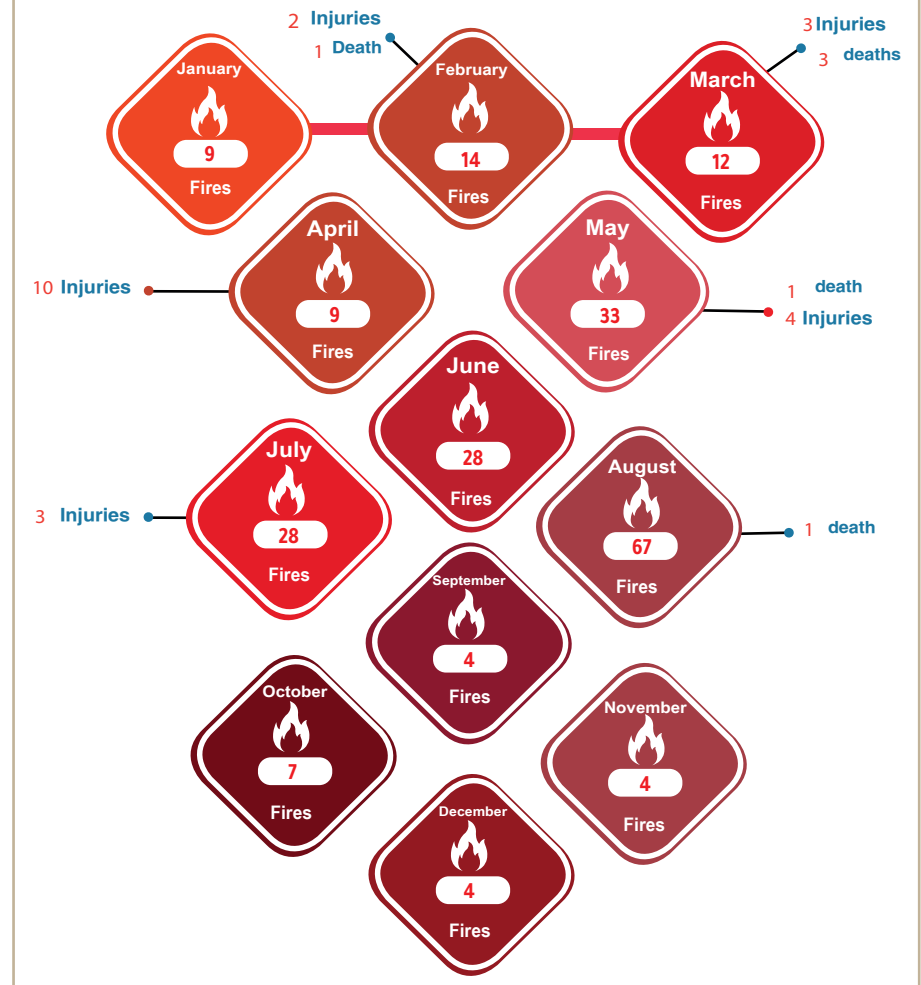 2 Injuries
1 Death
3 Injuries
3 deaths
January
9
Fires
February
14
Fires
March
12
Fires
10 Injuries
April
9
Fires
May
33
Fires
1 death
4 Injuries
June
28
Fires
3 Injuries
July
28
Fires
August
67
Fires
1 death
September
4
Fires
October
7
Fires
November
4
Fires
December
4
Fires